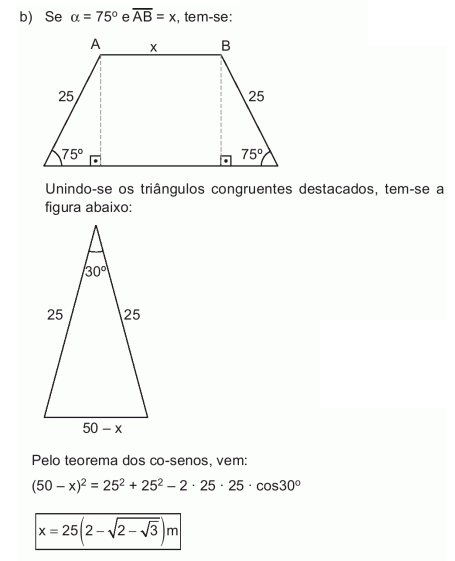 b) Se α = 75º e A̅B̅ = x, tem-se:
A x B
25 25
75º 75º
Unindo-se os triângulos congruentes destacados, tem-se a
figura abaixo:
30º
25 25
50 – x
Pelo teorema dos co-senos, vem:
(50 – x)² = 25² + 25² – 2 · 25 · 25 · cos30º
x = 25(2 – √(2 – √3))m